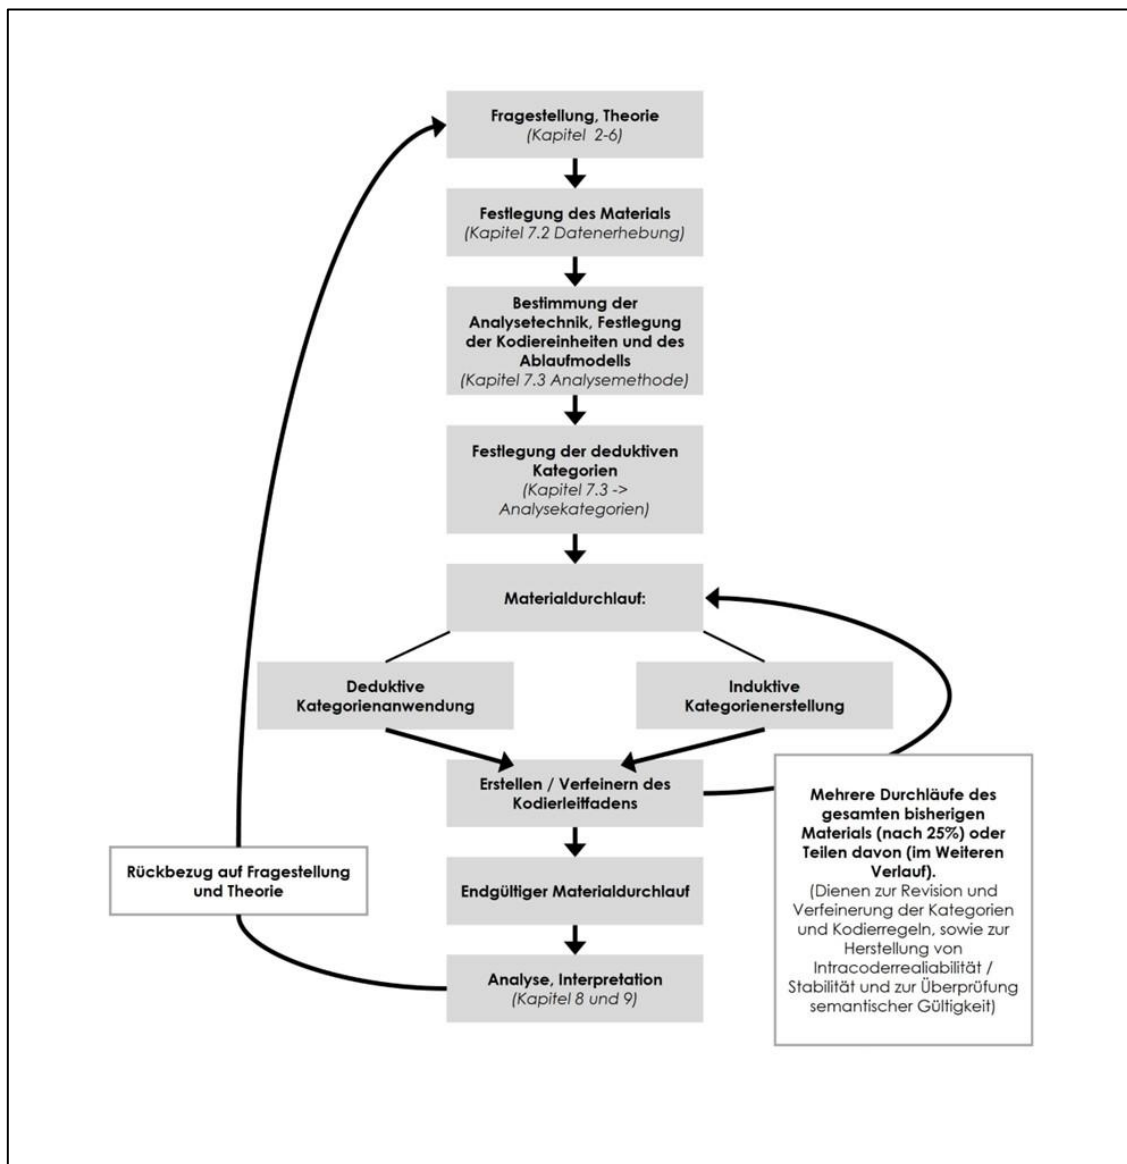 Fragestellung, Theorie
(Kapitel 2-6)
Festlegung des Materials
(Kapitel 7.2 Datenerhebung)
Bestimmung der
Analysetechnik, Festlegung
der Kodiereinheiten und des
Ablaufmodells
(Kapitel 7.3 Analysemethode)
Festlegung der deduktiven
Kategorien
(Kapitel 7.3 ->
Analysekategorien)
Materialdurchlauf:
Deduktive
Kategorienanwendung
Induktive
Kategorienerstellung
Erstellen / Verfeinern des
Kodierleitfadens
Mehrere Durchläufe des
gesamten bisherigen
Materials (nach 25%) oder
Teilen davon (im Weiteren
Verlauf).
(Dienen zur Revision und
Verfeinerung der Kategorien
und Kodierregeln, sowie zur
Herstellung von
Intracoderrealiabilität /
Stabilität und zur Überprüfung
semantischer Gültigkeit)
Endgültiger Materialdurchlauf
Analyse, Interpretation
(Kapitel 8 und 9)
Rückbezug auf Fragestellung
und Theorie